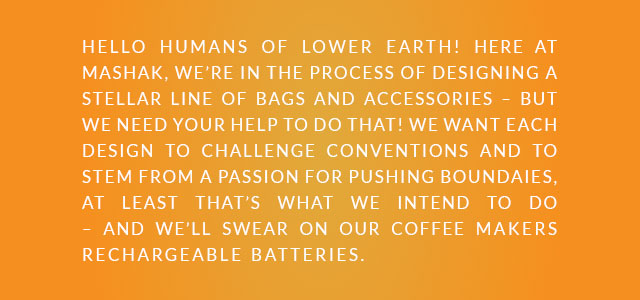 HELLO HUMANS OF LOWER EARTH! HERE AT
MASHAK, WE'RE IN THE PROCESS OF DESIGNING A
STELLAR LINE OF BAGS AND ACCESSORIES – BUT
WE NEED YOUR HELP TO DO THAT! WE WANT EACH
DESIGN TO CHALLENGE CONVENTIONS AND TO
STEM FROM A PASSION FOR PUSHING BOUNDAIES,
AT LEAST THAT'S WHAT WE INTEND TO DO
– AND WE'LL SWEAR ON OUR COFFEE MAKERS
RECHARGEABLE BATTERIES.